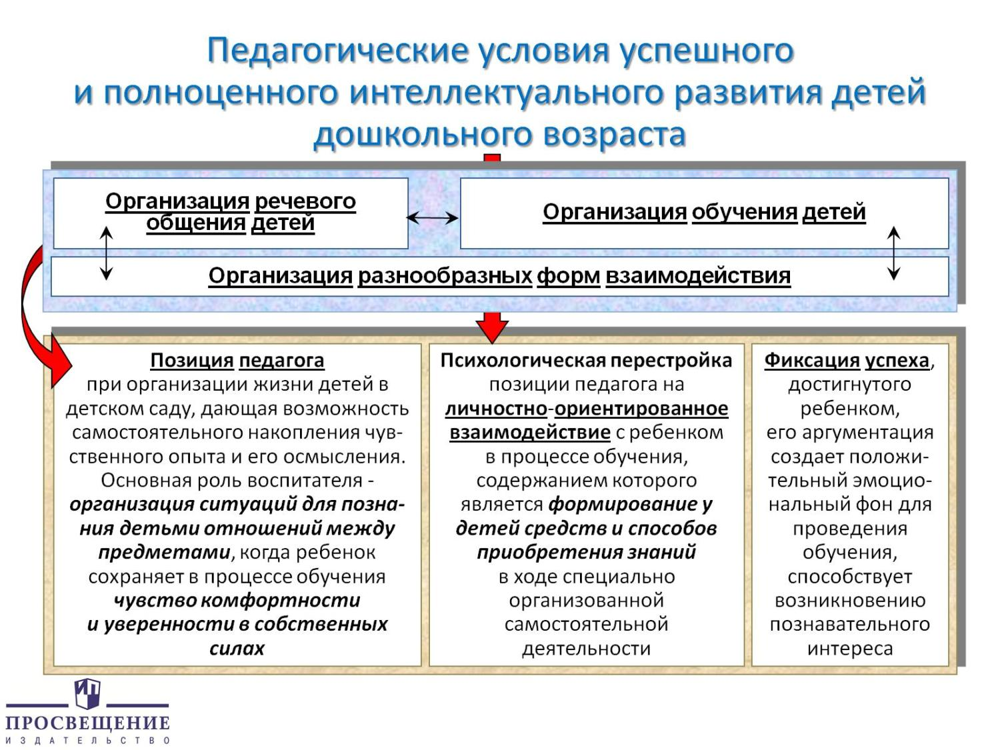 Педагогические условия успешного
и полноценного интеллектуального развития детей
дошкольного возраста
Организация речевого
общения детей
Организация обучения детей
Организация разнообразных форм взаимодействия
Позиция педагога
при организации жизни детей в
детском саду, дающая возможность
самостоятельного накопления чув-
ственного опыта и его осмысления.
Основная роль воспитателя -
организация ситуаций для позна-
ния детьми отношений между
предметами, когда ребенок
сохраняет в процессе обучения
чувство комфортности
и уверенности в собственных
силах
Психологическая перестройка
позиции педагога на
личностно-ориентированное
взаимодействие с ребенком
в процессе обучения,
содержанием которого
является формирование у
детей средств и способов
приобретения знаний
в ходе специально
организованной
самостоятельной
деятельности
Фиксация успеха,
достигнутого
ребенком,
его аргументация
создает положи-
тельный эмоцио-
нальный фон для
проведения
обучения,
способствует
возникновению
познавательного
интереса
ИП
ПРОСВЕЩЕНИЕ
ИЗДАТЕЛЬСТВО